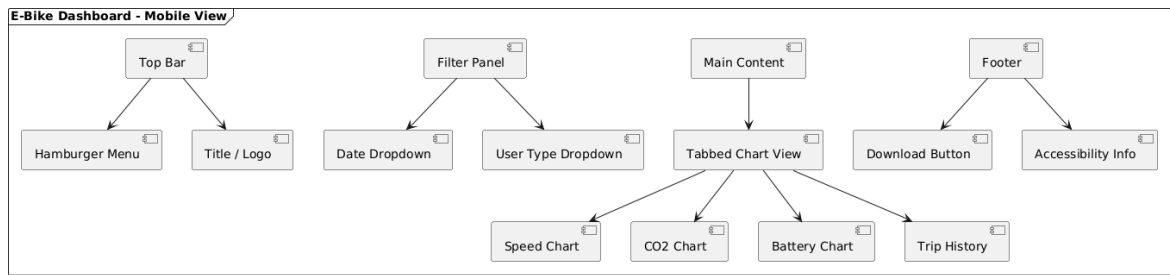 E-Bike Dashboard - Mobile View
Top Bar
Filter Panel
Main Content
Footer
Hamburger Menu
Title / Logo
Date Dropdown
User Type Dropdown
Tabbed Chart View
Download Button
Accessibility Info
Speed Chart
CO2 Chart
Battery Chart
Trip History